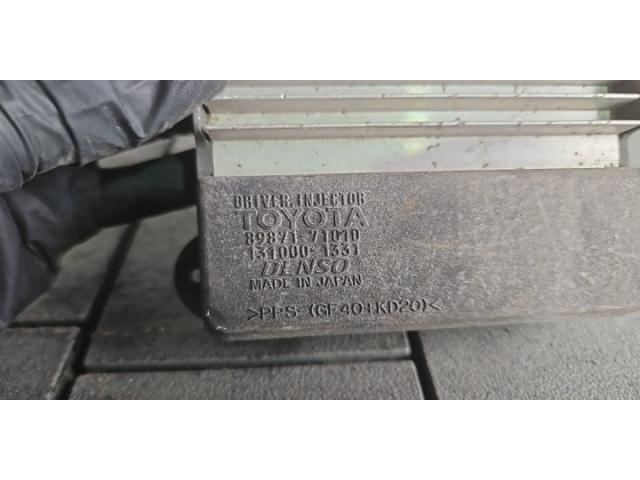 DRIVER, INJECTOR
TOYOTA
89871-71010
131000-1331
DENSO
MADE IN JAPAN
>PPS-(GF40+KD20)<